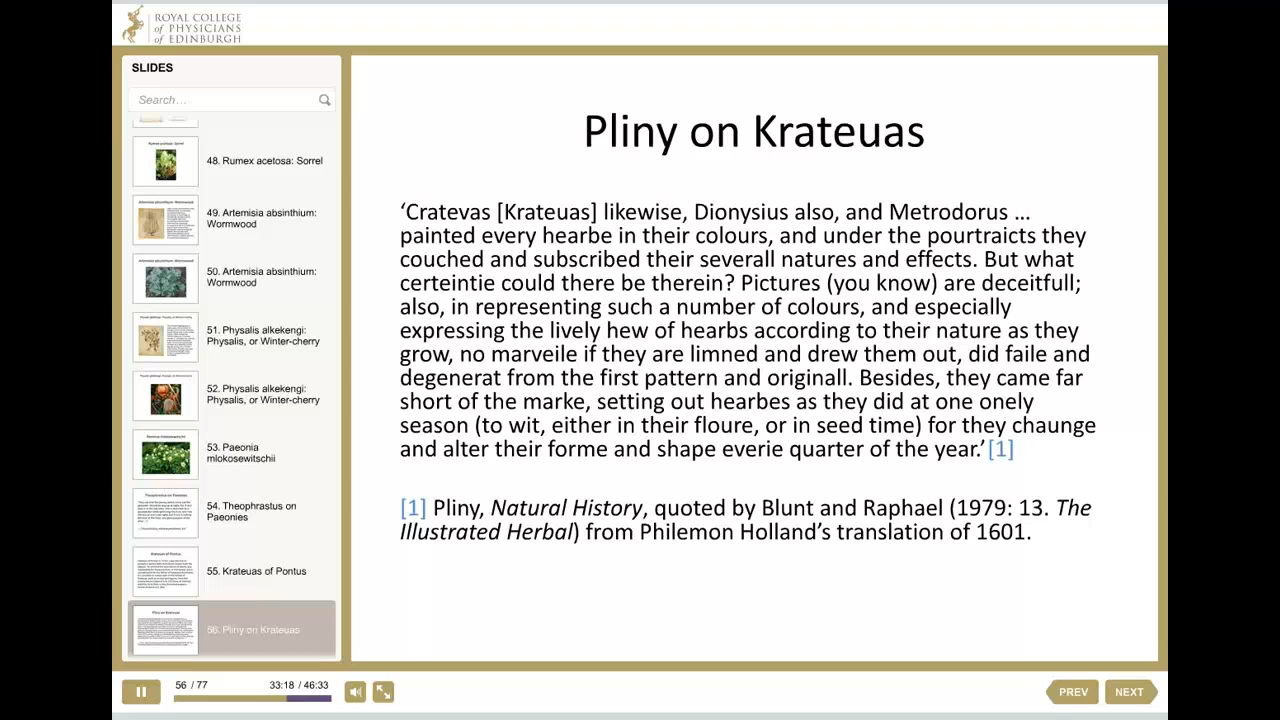 ROYAL COLLEGE
of PHYSICIANS
of EDINBURGH
SLIDES
Search...
48. Rumex acetosa: Sorrel
49. Artemisia absinthium:
Wormwood
50. Artemisia absinthium:
Wormwood
51. Physalis alkekengi:
Physalis, or Winter-cherry
52. Physalis alkekengi:
Physalis, or Winter-cherry
53. Paeonia
mlokosewitschii
54. Theophrastus on
Paeonies
55. Krateuas of Pontus
56. Pliny on Krateuas
Pliny on Krateuas
‘Cratevas [Krateuas] likewise, Dionysius also, and Metrodorus ...
painted every hearbe in their colours, and under the pourtraicts they
couched and subscribed their severall natures and effects. But what
certeintie could there be therein? Pictures (you know) are deceitfull;
also, in representing such a number of colours, and especially
expressing the lively hew of hearbs according to their nature as they
grow, no marveile if they are limned and drew them out, did faile and
degenerat from the first pattern and originall. Besides, they came far
short of the marke, setting out hearbes as they did at one onely
season (to wit, either in their floure, or in seed time) for they chaunge
and alter their forme and shape everie quarter of the year.’[1]
[1] Pliny, Natural History, quoted by Blunt and Raphael (1979: 13. The
Illustrated Herbal) from Philemon Holland’s translation of 1601.
56 / 77
33:18 / 46:33
PREV
NEXT